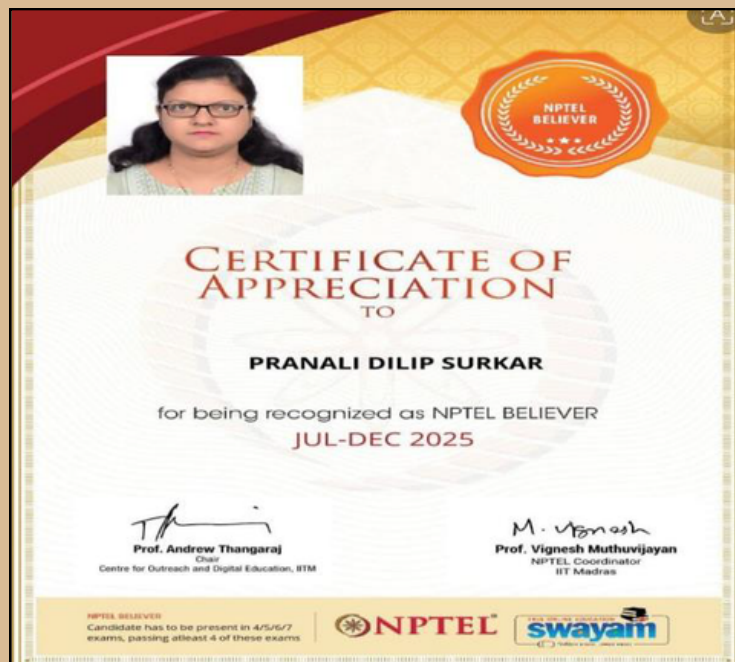 NPTEL
BELIEVER
CERTIFICATE OF
APPRECIATION
TO
PRANALI DILIP SURKAR
for being recognized as NPTEL BELIEVER
JUL-DEC 2025
M. Vignesh
Prof. Andrew Thangaraj
Chair
Centre for Outreach and Digital Education, IITM
Prof. Vignesh Muthuvijayan
NPTEL Coordinator
IIT Madras
NPTEL BELIEVER
Candidate has to be present in 4/5/6/7
exams, passing atleast 4 of these exams
NPTEL
FREE ONLINE EDUCATION
swayam